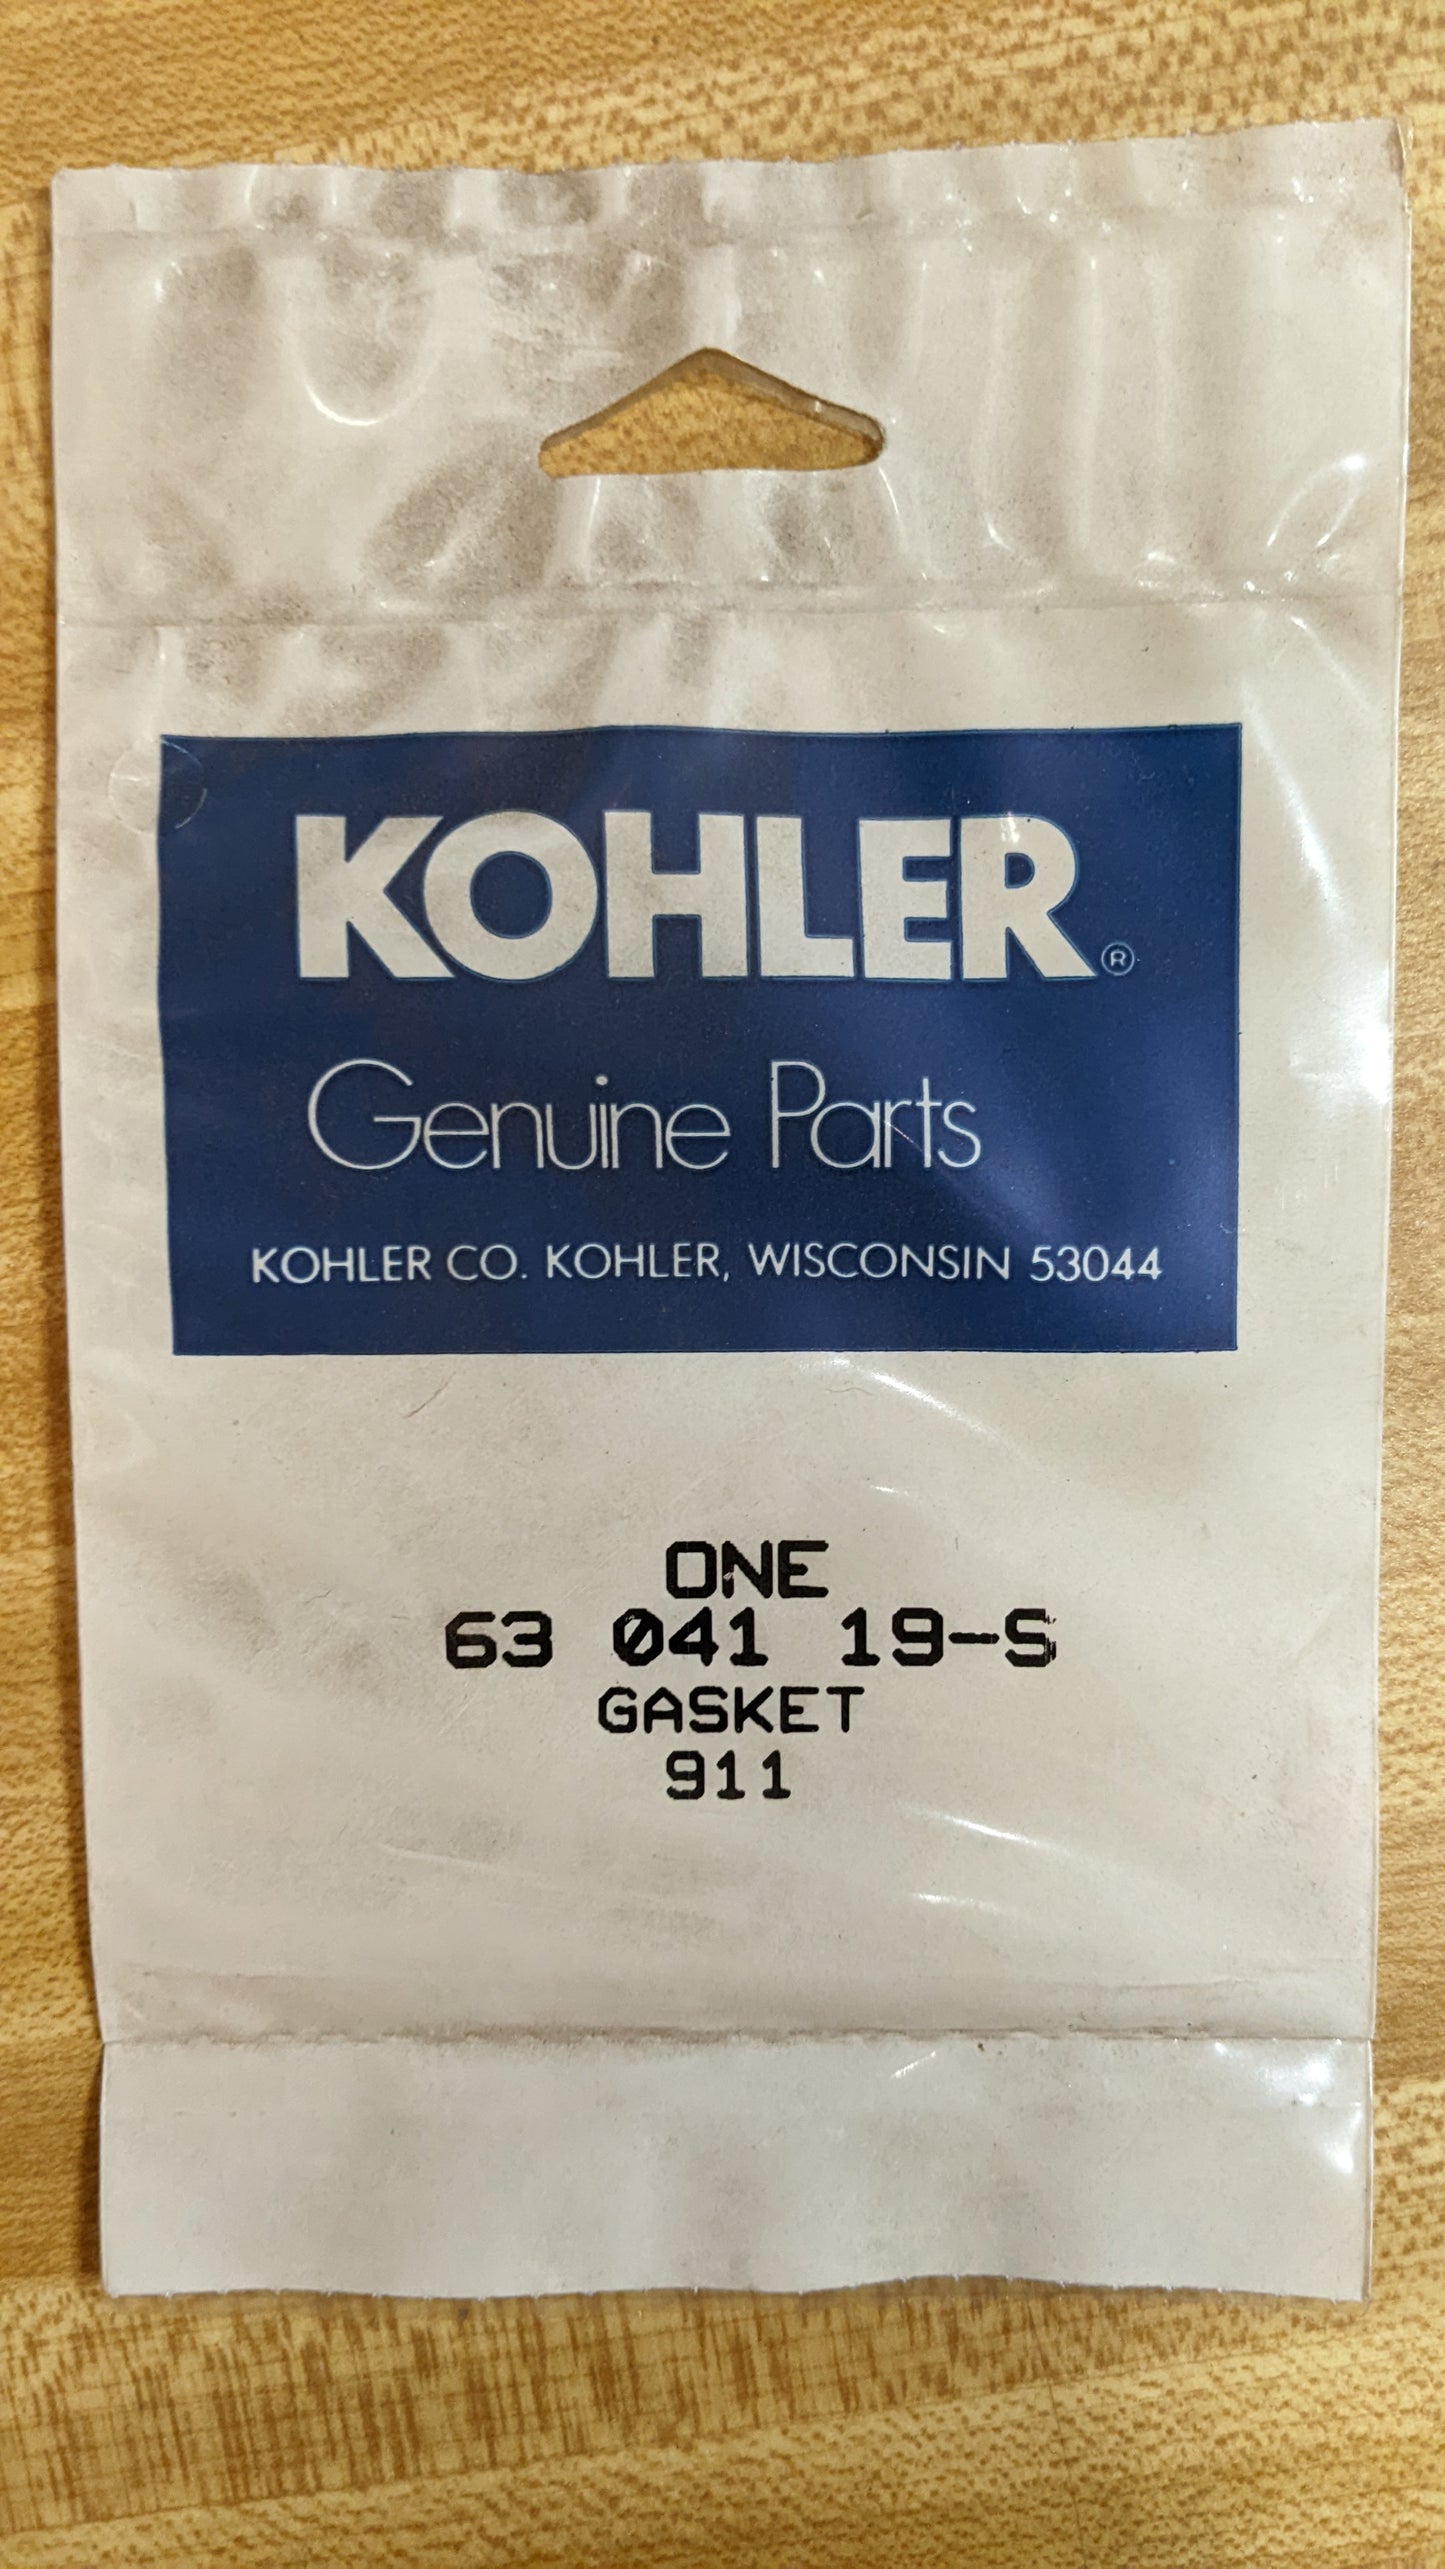 KOHLER®
Genuine Parts
KOHLER CO. KOHLER, WISCONSIN 53044
ONE
63 041 19-S
GASKET
911